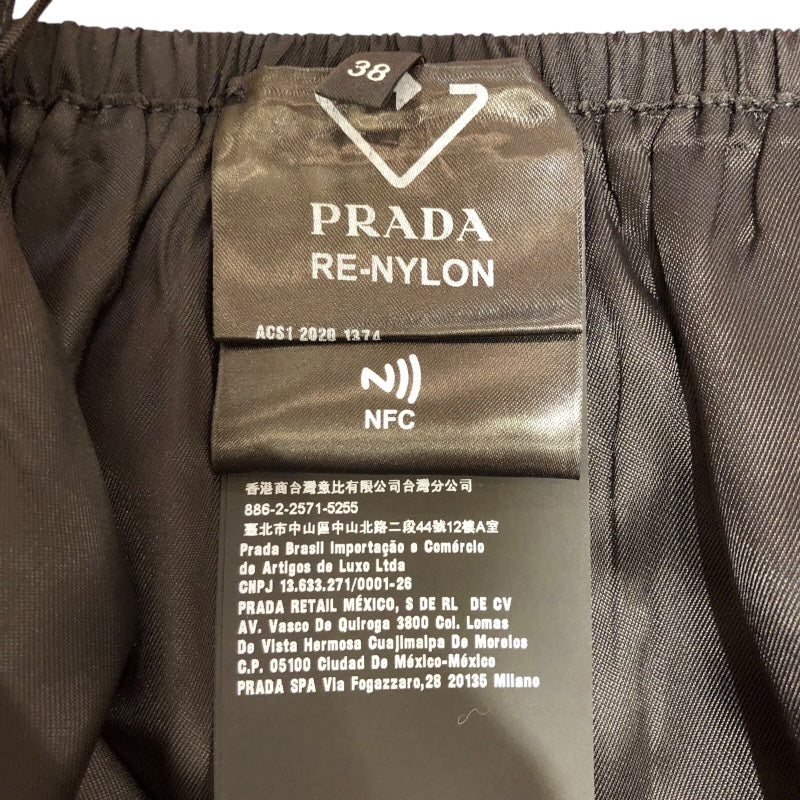 38
PRADA
RE-NYLON
ACS1 2020 1374
NFC
香港商台灣意比有限公司台灣分公司
886-2-2571-5255
臺北市中山區中山北路二段44號12樓A室
Prada Brasil Importação e Comércio
de Artigos de Luxo Ltda
CNPJ 13.633.271/0001-26
PRADA RETAIL MÉXICO, S DE RL DE CV
AV. Vasco De Quiroga 3800 Col. Lomas
De Vista Hermosa Cuajimalpa De Morelos
C.P. 05100 Ciudad De México-México
PRADA SPA Via Fogazzaro,28 20135 Milano